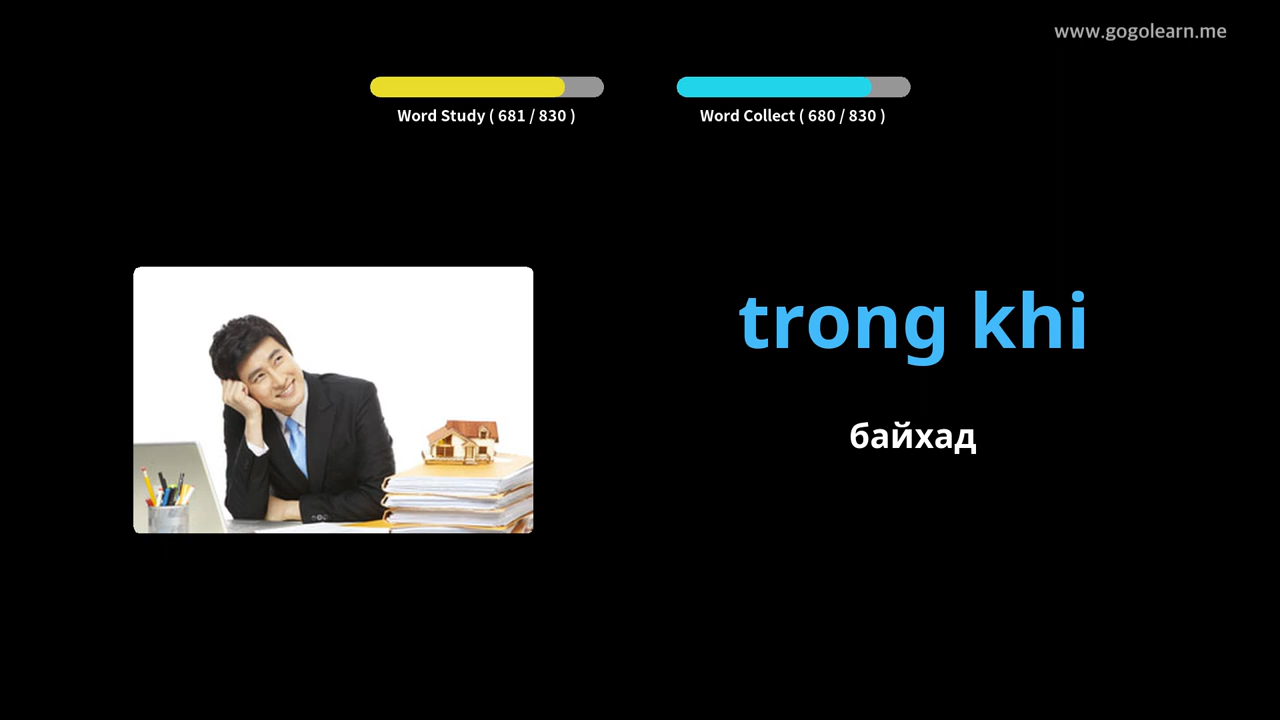 www.gogolearn.me
Word Study ( 681 / 830 )
Word Collect ( 680 / 830 )
trong khi
байхад